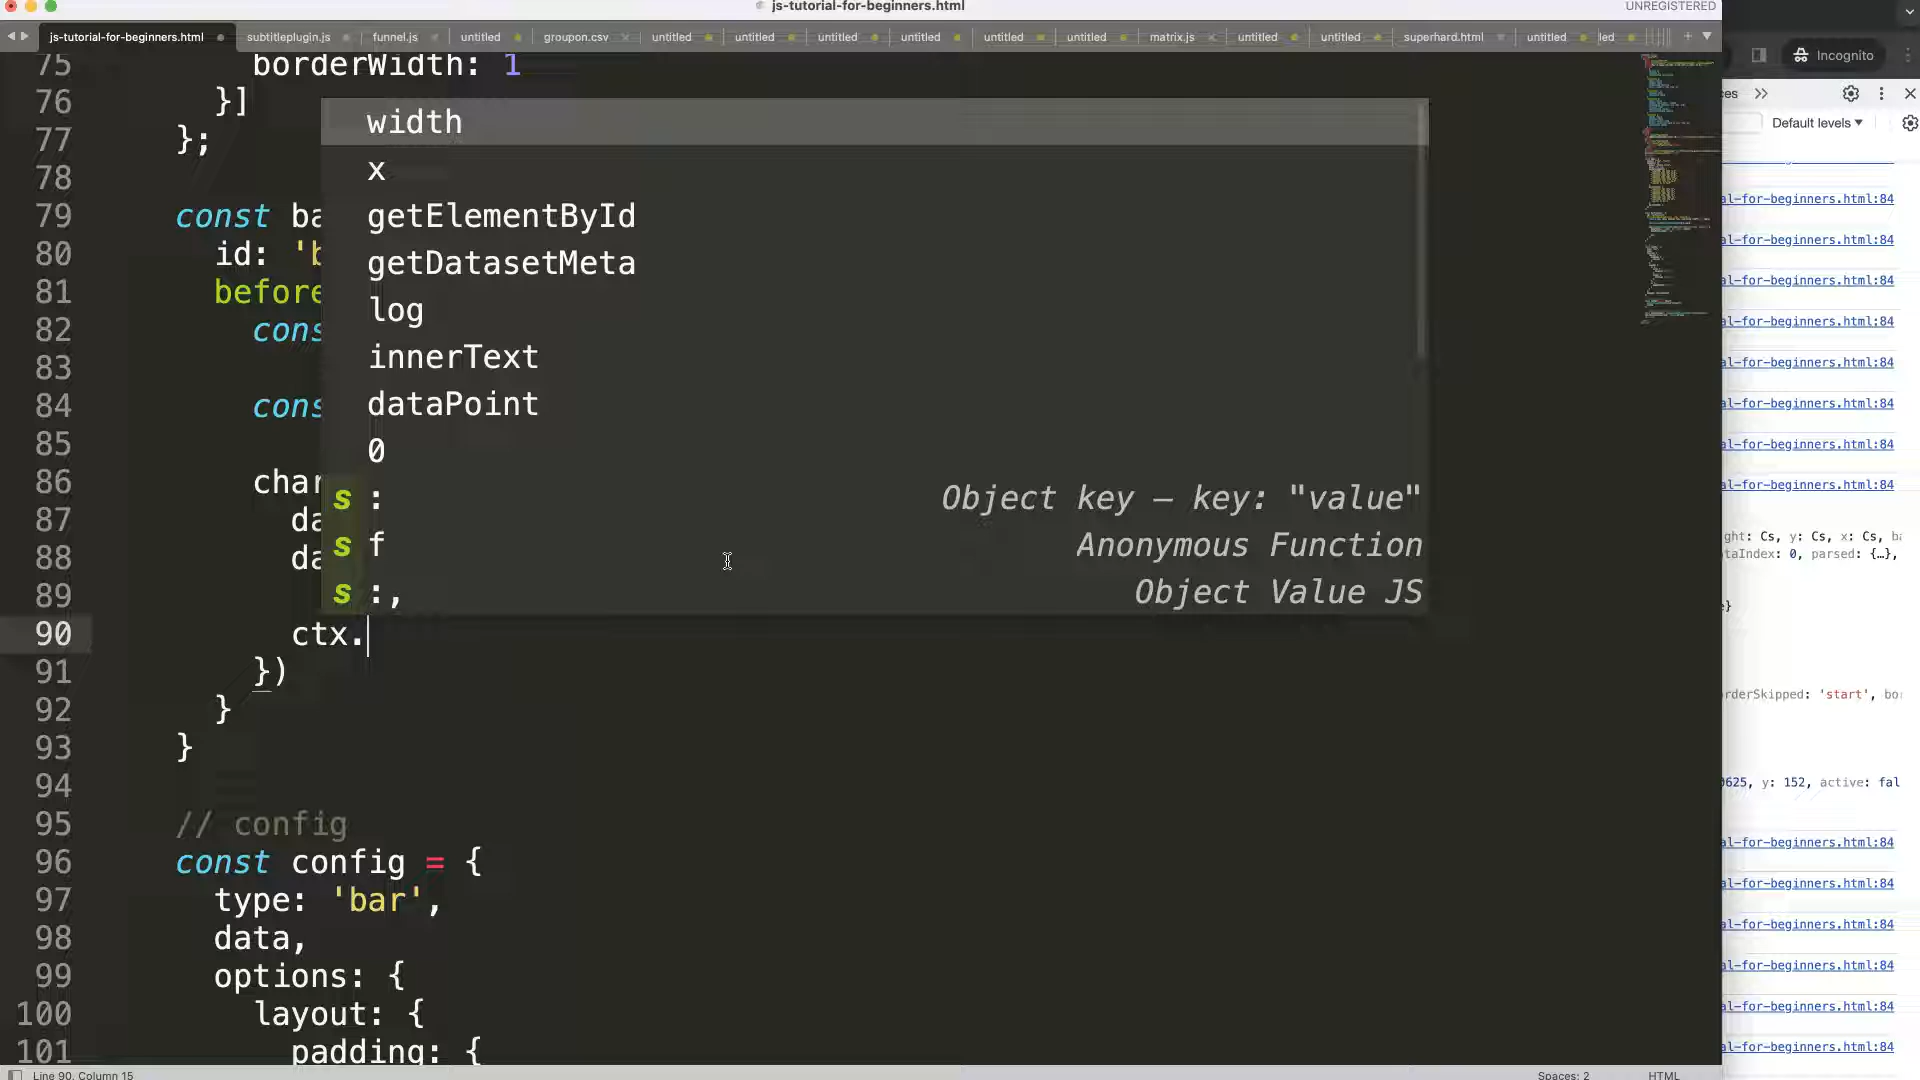 js-tutorial-for-beginners.html
UNREGISTERED
js-tutorial-for-beginners.html subtitleplugin.js funnel.js untitled groupon.csv untitled untitled untitled untitled untitled untitled matrix.js untitled untitled superhard.html untitled led
Incognito
ces
Default levels
75 borderWidth: 1
76 }]
77 };
78
79 const ba
80 id: 'b
81 before
82 cons
83
84 cons
85
86 char
87 da
88 da
89
90 ctx.
91 })
92 }
93 }
94
95 // config
96 const config = {
97 type: 'bar',
98 data,
99 options: {
100 layout: {
101 padding: {
width
x
getElementById
getDatasetMeta
log
innerText
dataPoint
0
s : Object key — key: "value"
s f Anonymous Function
s :, Object Value JS
al-for-beginners.html:84
al-for-beginners.html:84
al-for-beginners.html:84
al-for-beginners.html:84
al-for-beginners.html:84
al-for-beginners.html:84
al-for-beginners.html:84
al-for-beginners.html:84
ght: Cs, y: Cs, x: Cs, ba
taIndex: 0, parsed: {…},
}
rderSkipped: 'start', bo
0625, y: 152, active: fal
al-for-beginners.html:84
al-for-beginners.html:84
al-for-beginners.html:84
al-for-beginners.html:84
al-for-beginners.html:84
al-for-beginners.html:84
Line 90, Column 15
Spaces: 2
HTML